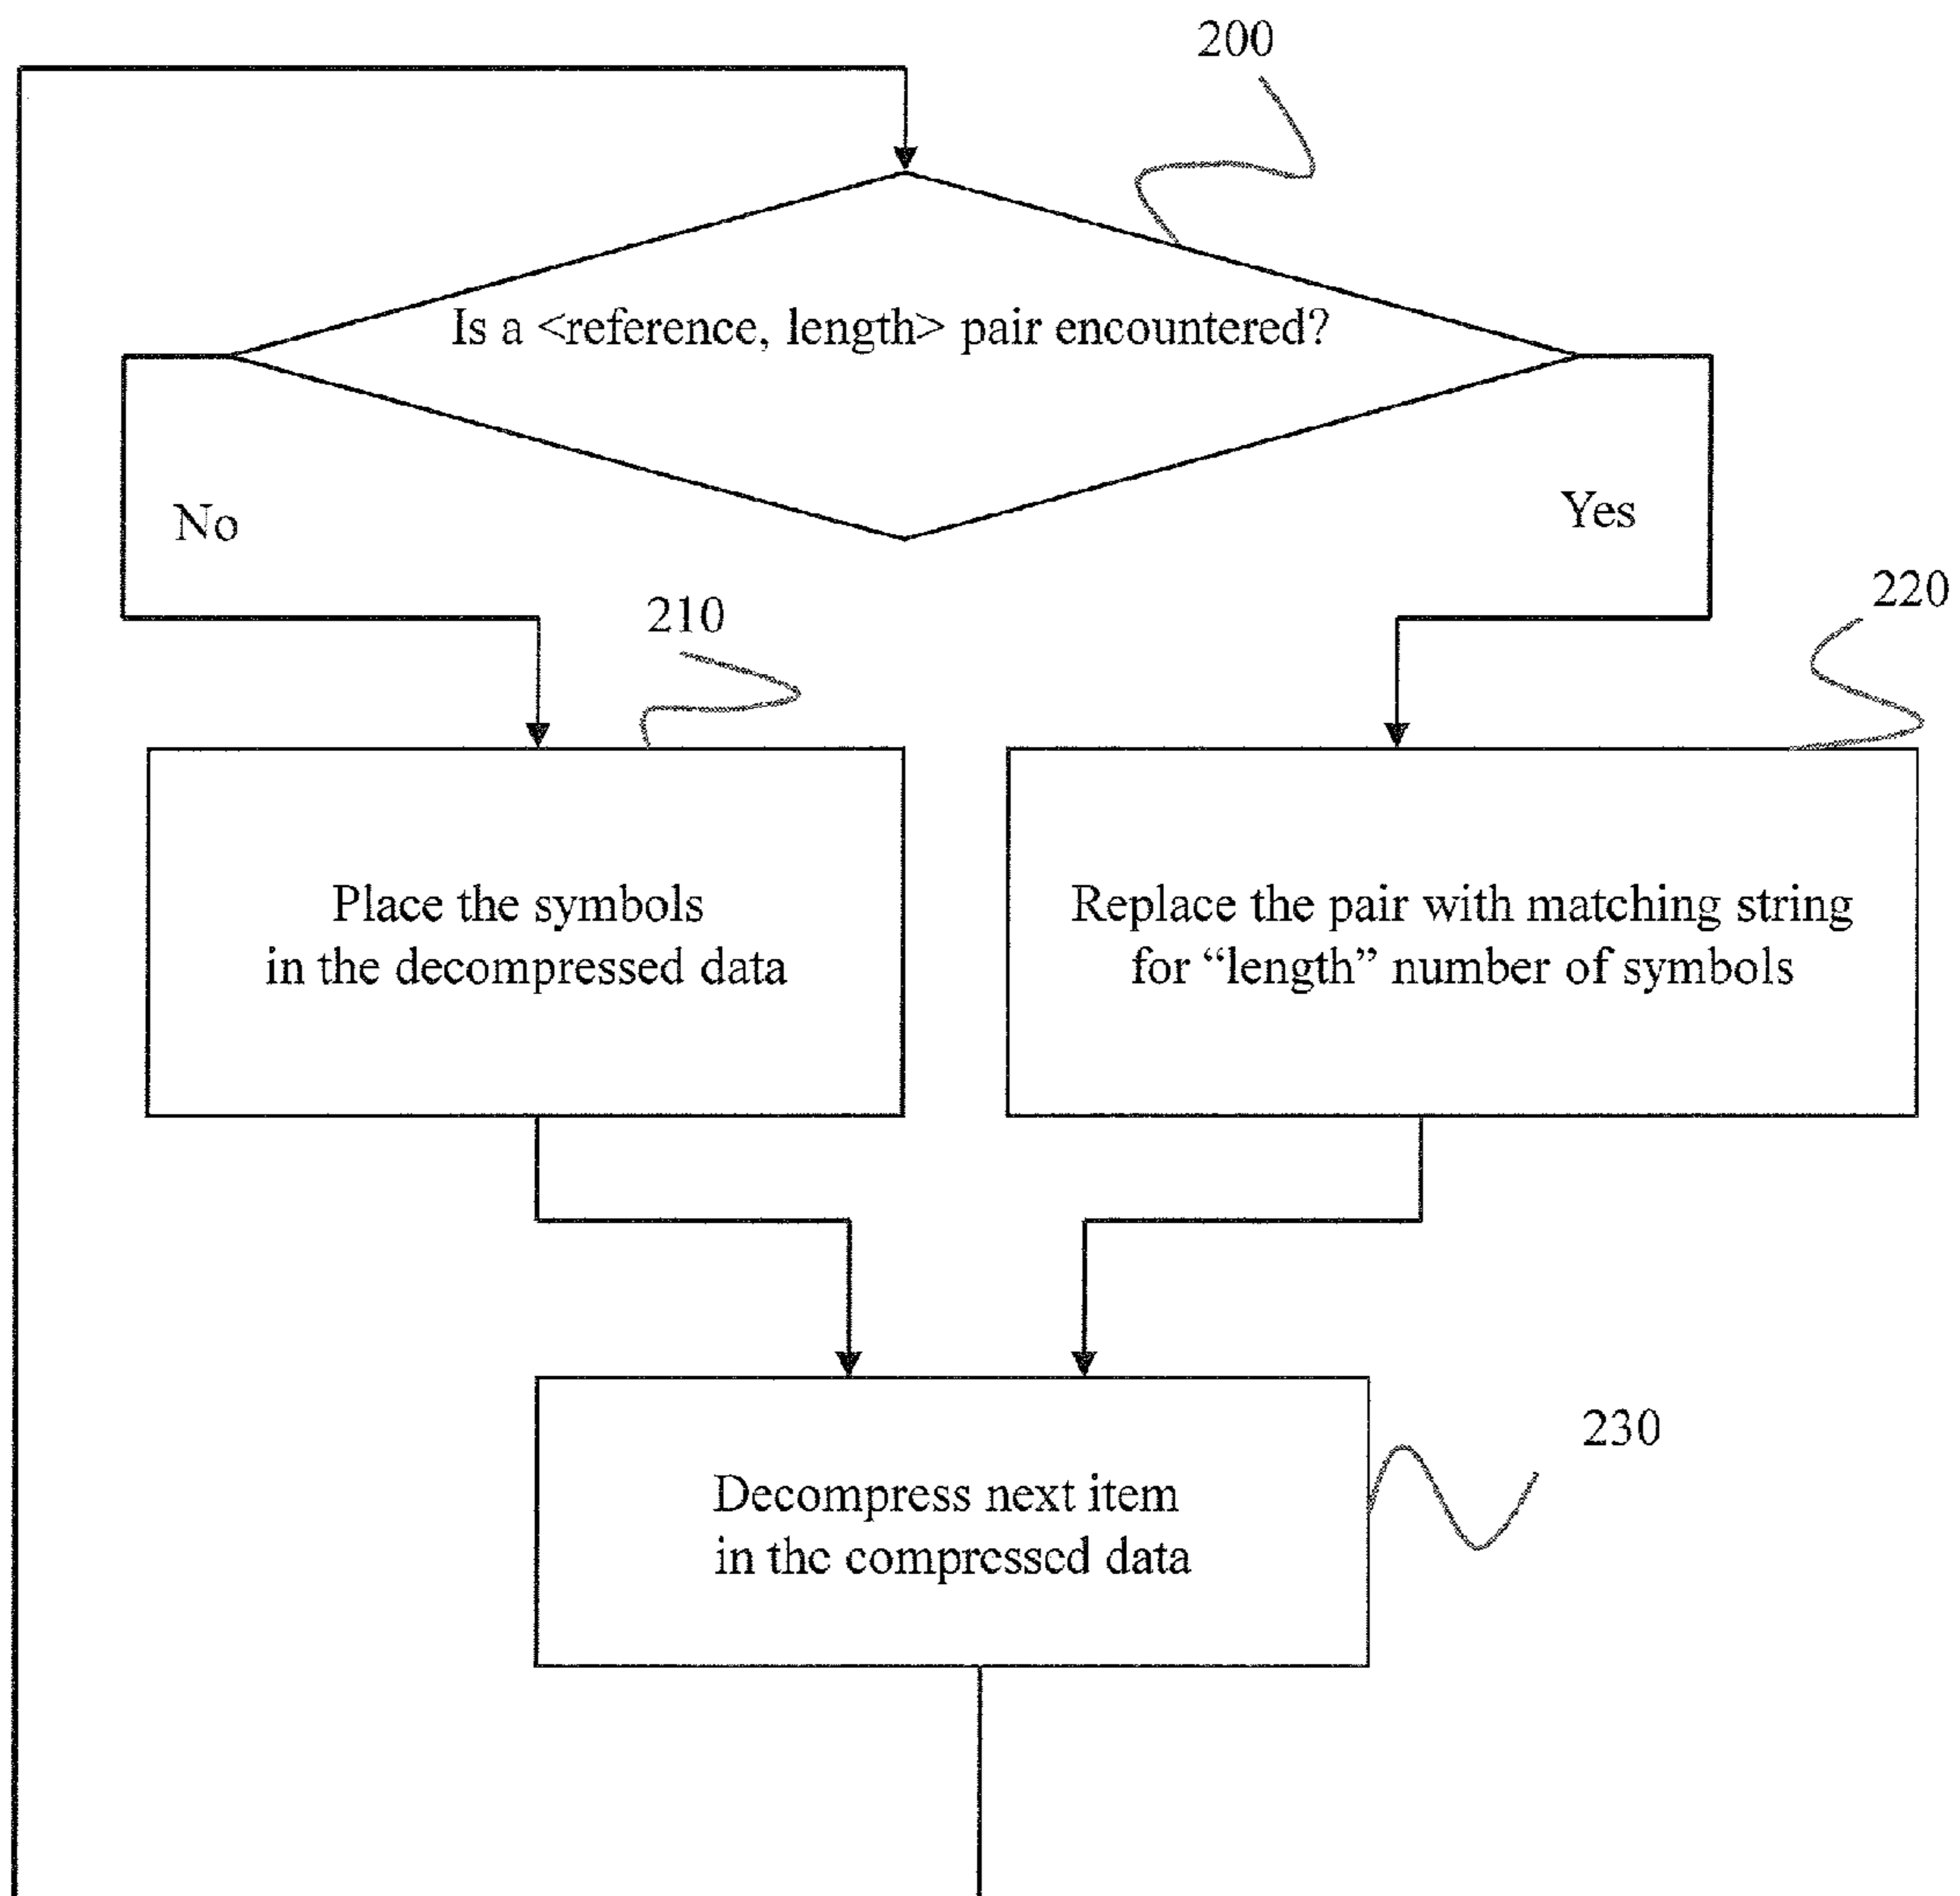 200
Is a <reference, length> pair encountered?
No
Yes
210
220
Place the symbols
in the decompressed data
Replace the pair with matching string
for “length” number of symbols
Decompress next item
in the compressed data
230